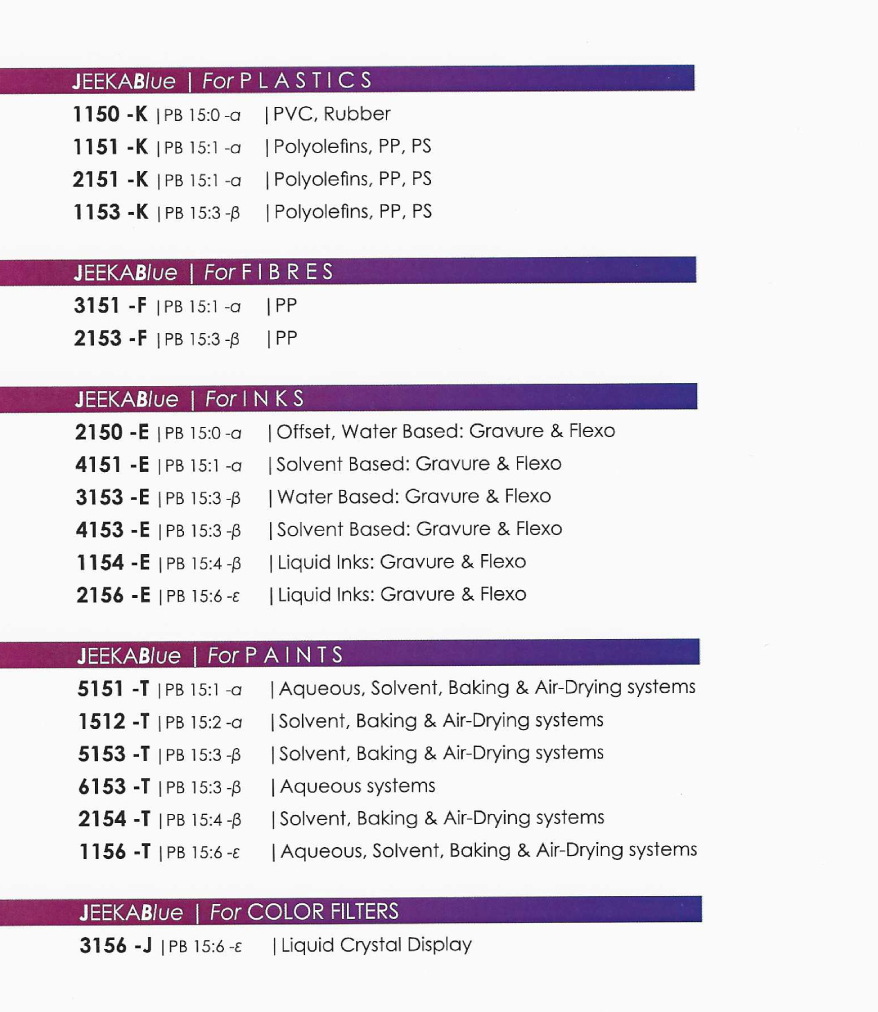 JEEKABlue | For PLASTICS
1150 -K | PB 15:0 -α | PVC, Rubber
1151 -K | PB 15:1 -α | Polyolefins, PP, PS
2151 -K | PB 15:1 -α | Polyolefins, PP, PS
1153 -K | PB 15:3 -β | Polyolefins, PP, PS
JEEKABlue | For FIBRES
3151 -F | PB 15:1 -α | PP
2153 -F | PB 15:3 -β | PP
JEEKABlue | For INKS
2150 -E | PB 15:0 -α | Offset, Water Based: Gravure & Flexo
4151 -E | PB 15:1 -α | Solvent Based: Gravure & Flexo
3153 -E | PB 15:3 -β | Water Based: Gravure & Flexo
4153 -E | PB 15:3 -β | Solvent Based: Gravure & Flexo
1154 -E | PB 15:4 -β | Liquid Inks: Gravure & Flexo
2156 -E | PB 15:6 -ε | Liquid Inks: Gravure & Flexo
JEEKABlue | For PAINTS
5151 -T | PB 15:1 -α | Aqueous, Solvent, Baking & Air-Drying systems
1512 -T | PB 15:2 -α | Solvent, Baking & Air-Drying systems
5153 -T | PB 15:3 -β | Solvent, Baking & Air-Drying systems
6153 -T | PB 15:3 -β | Aqueous systems
2154 -T | PB 15:4 -β | Solvent, Baking & Air-Drying systems
1156 -T | PB 15:6 -ε | Aqueous, Solvent, Baking & Air-Drying systems
JEEKABlue | For COLOR FILTERS
3156 -J | PB 15:6 -ε | Liquid Crystal Display